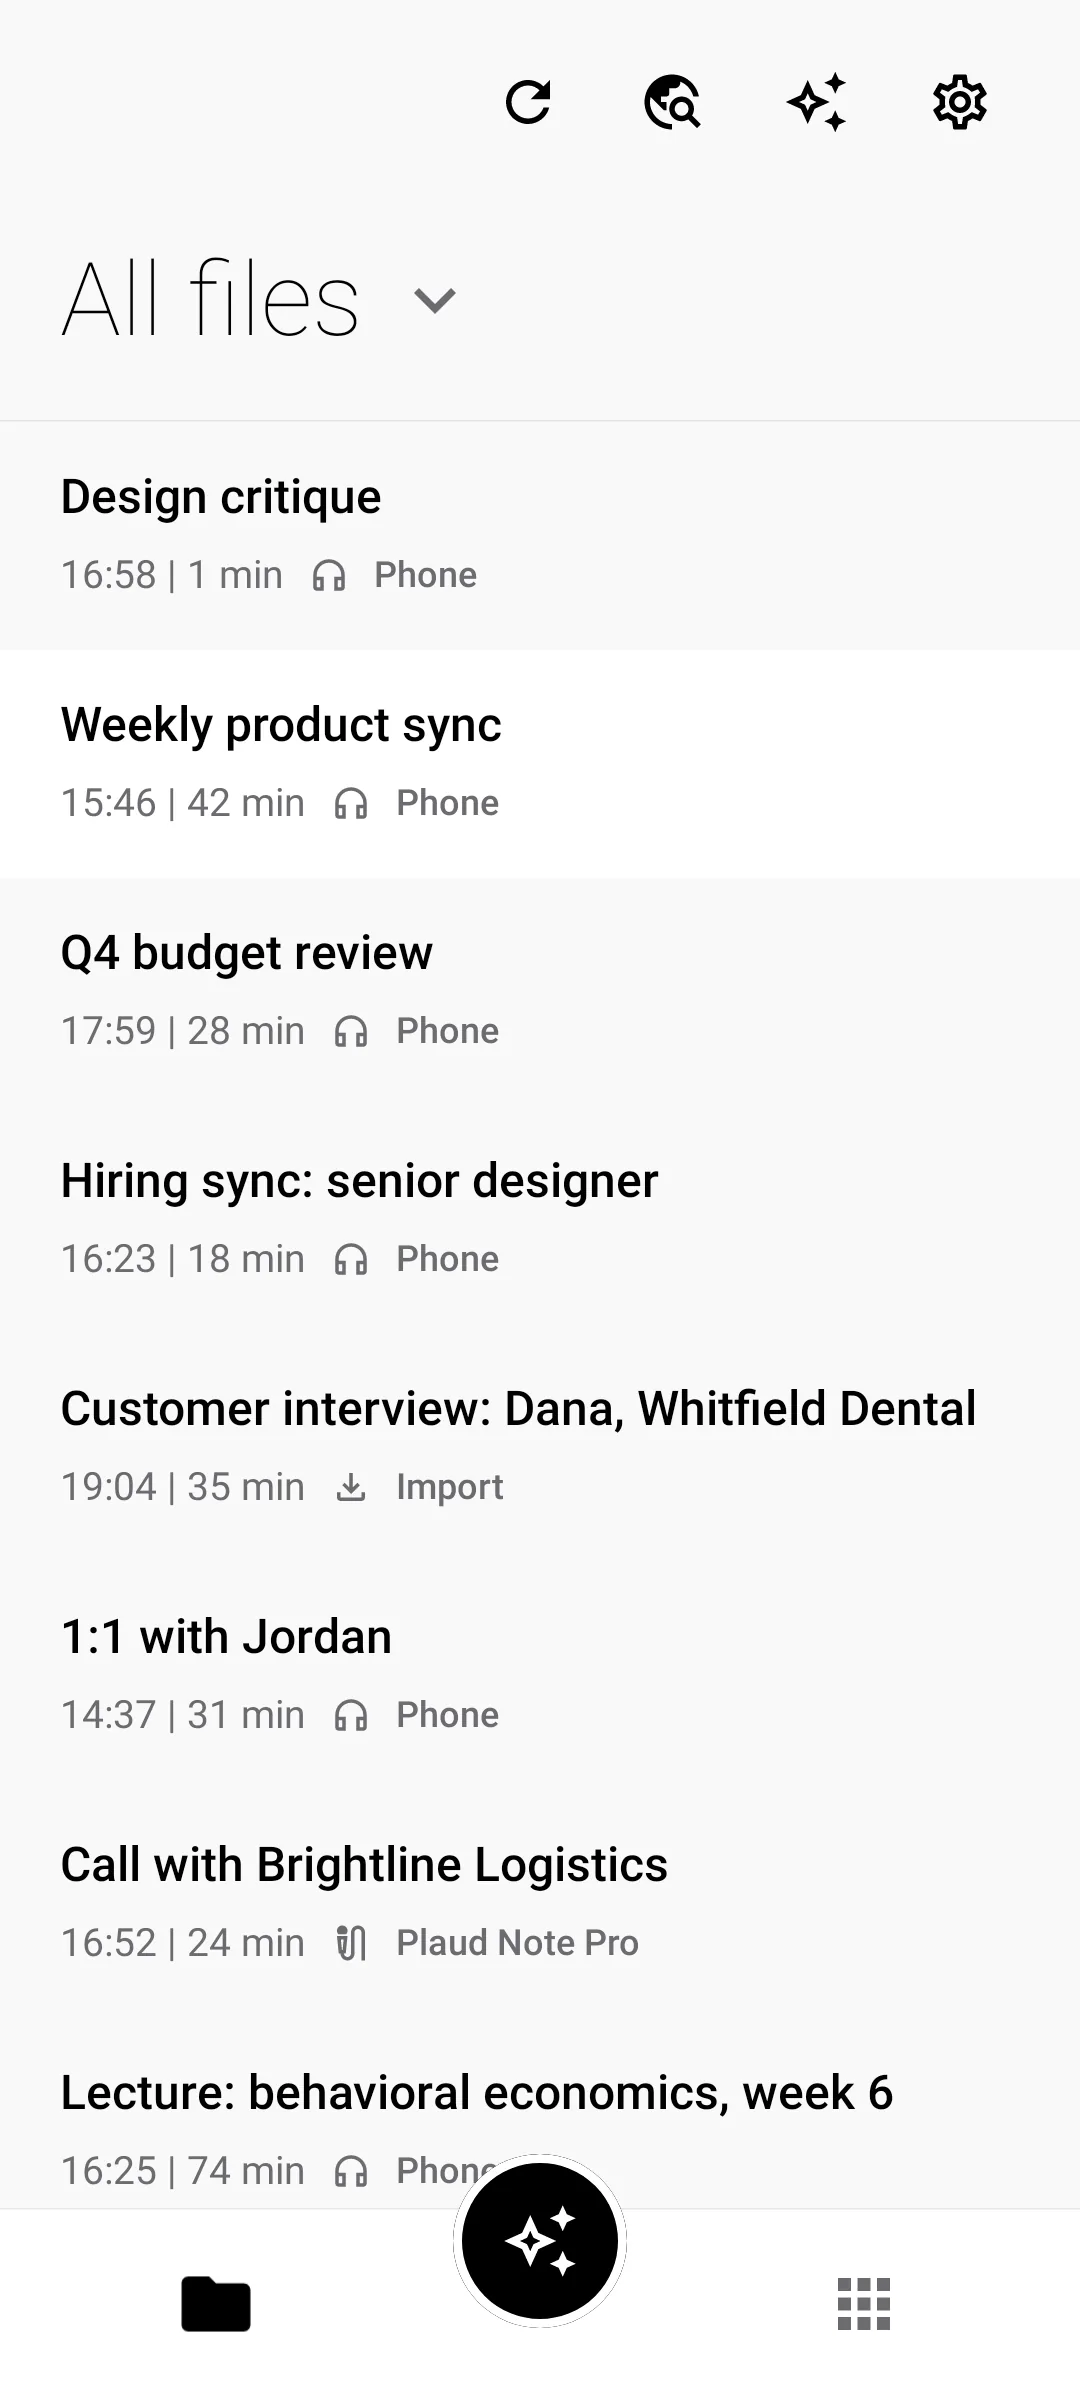 All files
Design critique
16:58 | 1 min Phone
Weekly product sync
15:46 | 42 min Phone
Q4 budget review
17:59 | 28 min Phone
Hiring sync: senior designer
16:23 | 18 min Phone
Customer interview: Dana, Whitfield Dental
19:04 | 35 min Import
1:1 with Jordan
14:37 | 31 min Phone
Call with Brightline Logistics
16:52 | 24 min Plaud Note Pro
Lecture: behavioral economics, week 6
16:25 | 74 min Phone